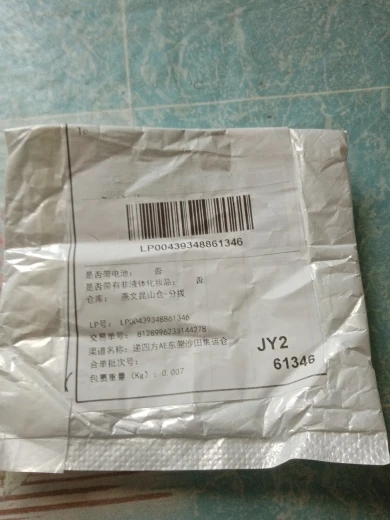 LP00439348861346
是否带电池： 否
是否带有非液体化妆品： 否
仓库： 燕文昆山仓-分拨
LP号： LP00439348861346
交易单号： 8128996233144278
渠道名称：递四方AE东莞沙田集运仓
合单批次号：
包裹重量（Kg）：0.007
JY2
61346